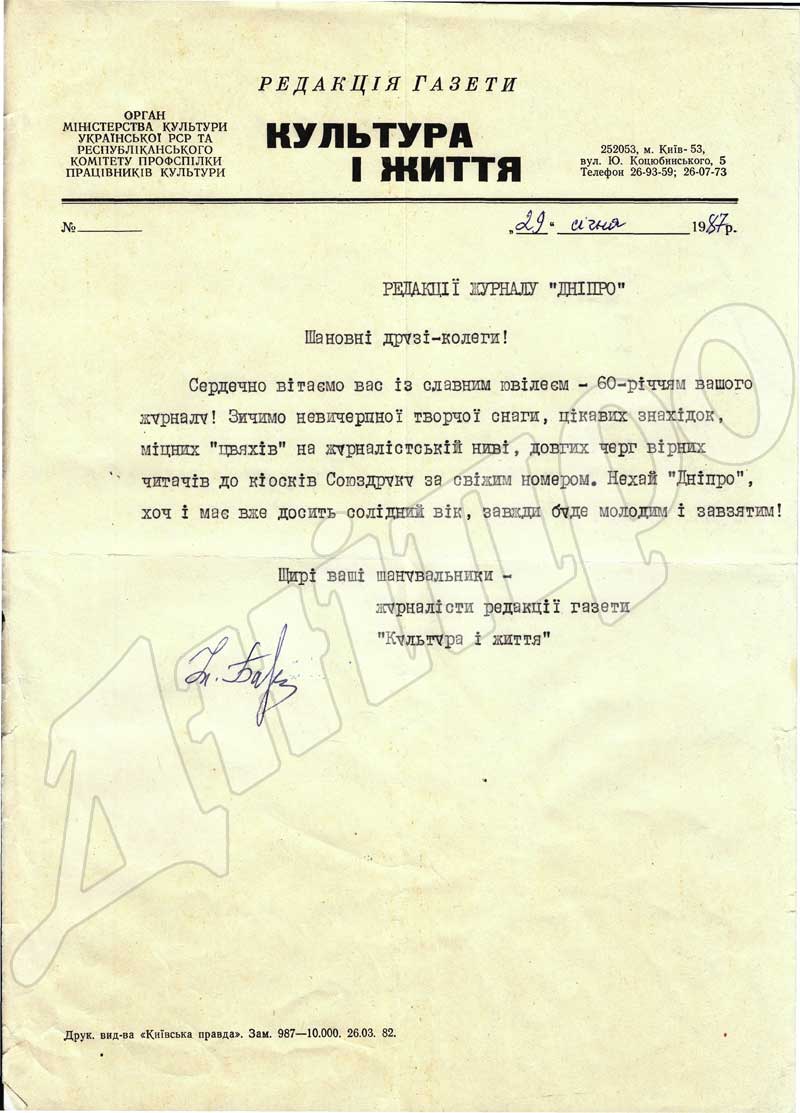 РЕДАКЦІЯ ГАЗЕТИ
ОРГАН
МІНІСТЕРСТВА КУЛЬТУРИ
УКРАЇНСЬКОЇ РСР ТА
РЕСПУБЛІКАНСЬКОГО
КОМІТЕТУ ПРОФСПІЛКИ
ПРАЦІВНИКІВ КУЛЬТУРИ
КУЛЬТУРА
І ЖИТТЯ
252053, м. Київ- 53,
вул. Ю. Коцюбинського, 5
Телефон 26-93-59; 26-07-73
№
„29“ січня 1987р.
РЕДАКЦІЇ ЖУРНАЛУ "ДНІПРО"
Шановні друзі-колеги!
Сердечно вітаємо вас із славним ювілеєм - 60-річчям вашого
журналу! Зичимо невичерпної творчої снаги, цікавих знахідок,
міцних "цвяхів" на журналістській ниві, довгих черг вірних
читачів до кіосків Союздруку за свіжим номером. Нехай "Дніпро",
хоч і має вже досить солідний вік, завжди буде молодим і завзятим!
Щирі ваші шанувальники -
журналісти редакції газети
"Культура і життя"
Дніпро
Друк. вид-ва «Київська правда». Зам. 987—10.000. 26.03. 82.